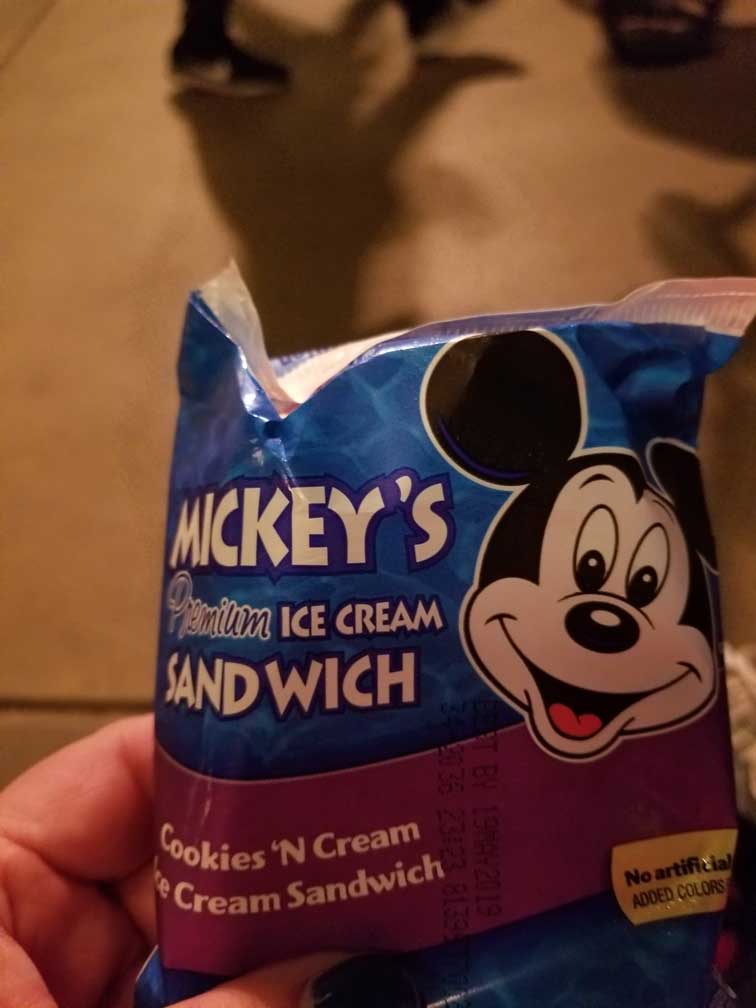 MICKEY'S
Premium ICE CREAM
SANDWICH
Cookies 'N Cream
Ice Cream Sandwich
No artificial
ADDED COLORS
BEST BY 19MAY2019